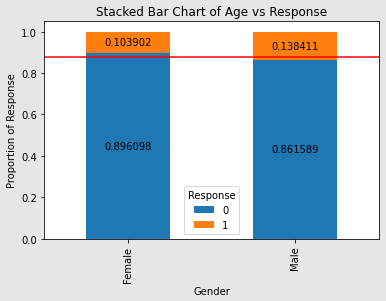 Stacked Bar Chart of Age vs Response
Proportion of Response
1.0
0.8
0.6
0.4
0.2
0.0
0.103902
0.138411
0.896098
0.861589
Response
0
1
Female
Male
Gender